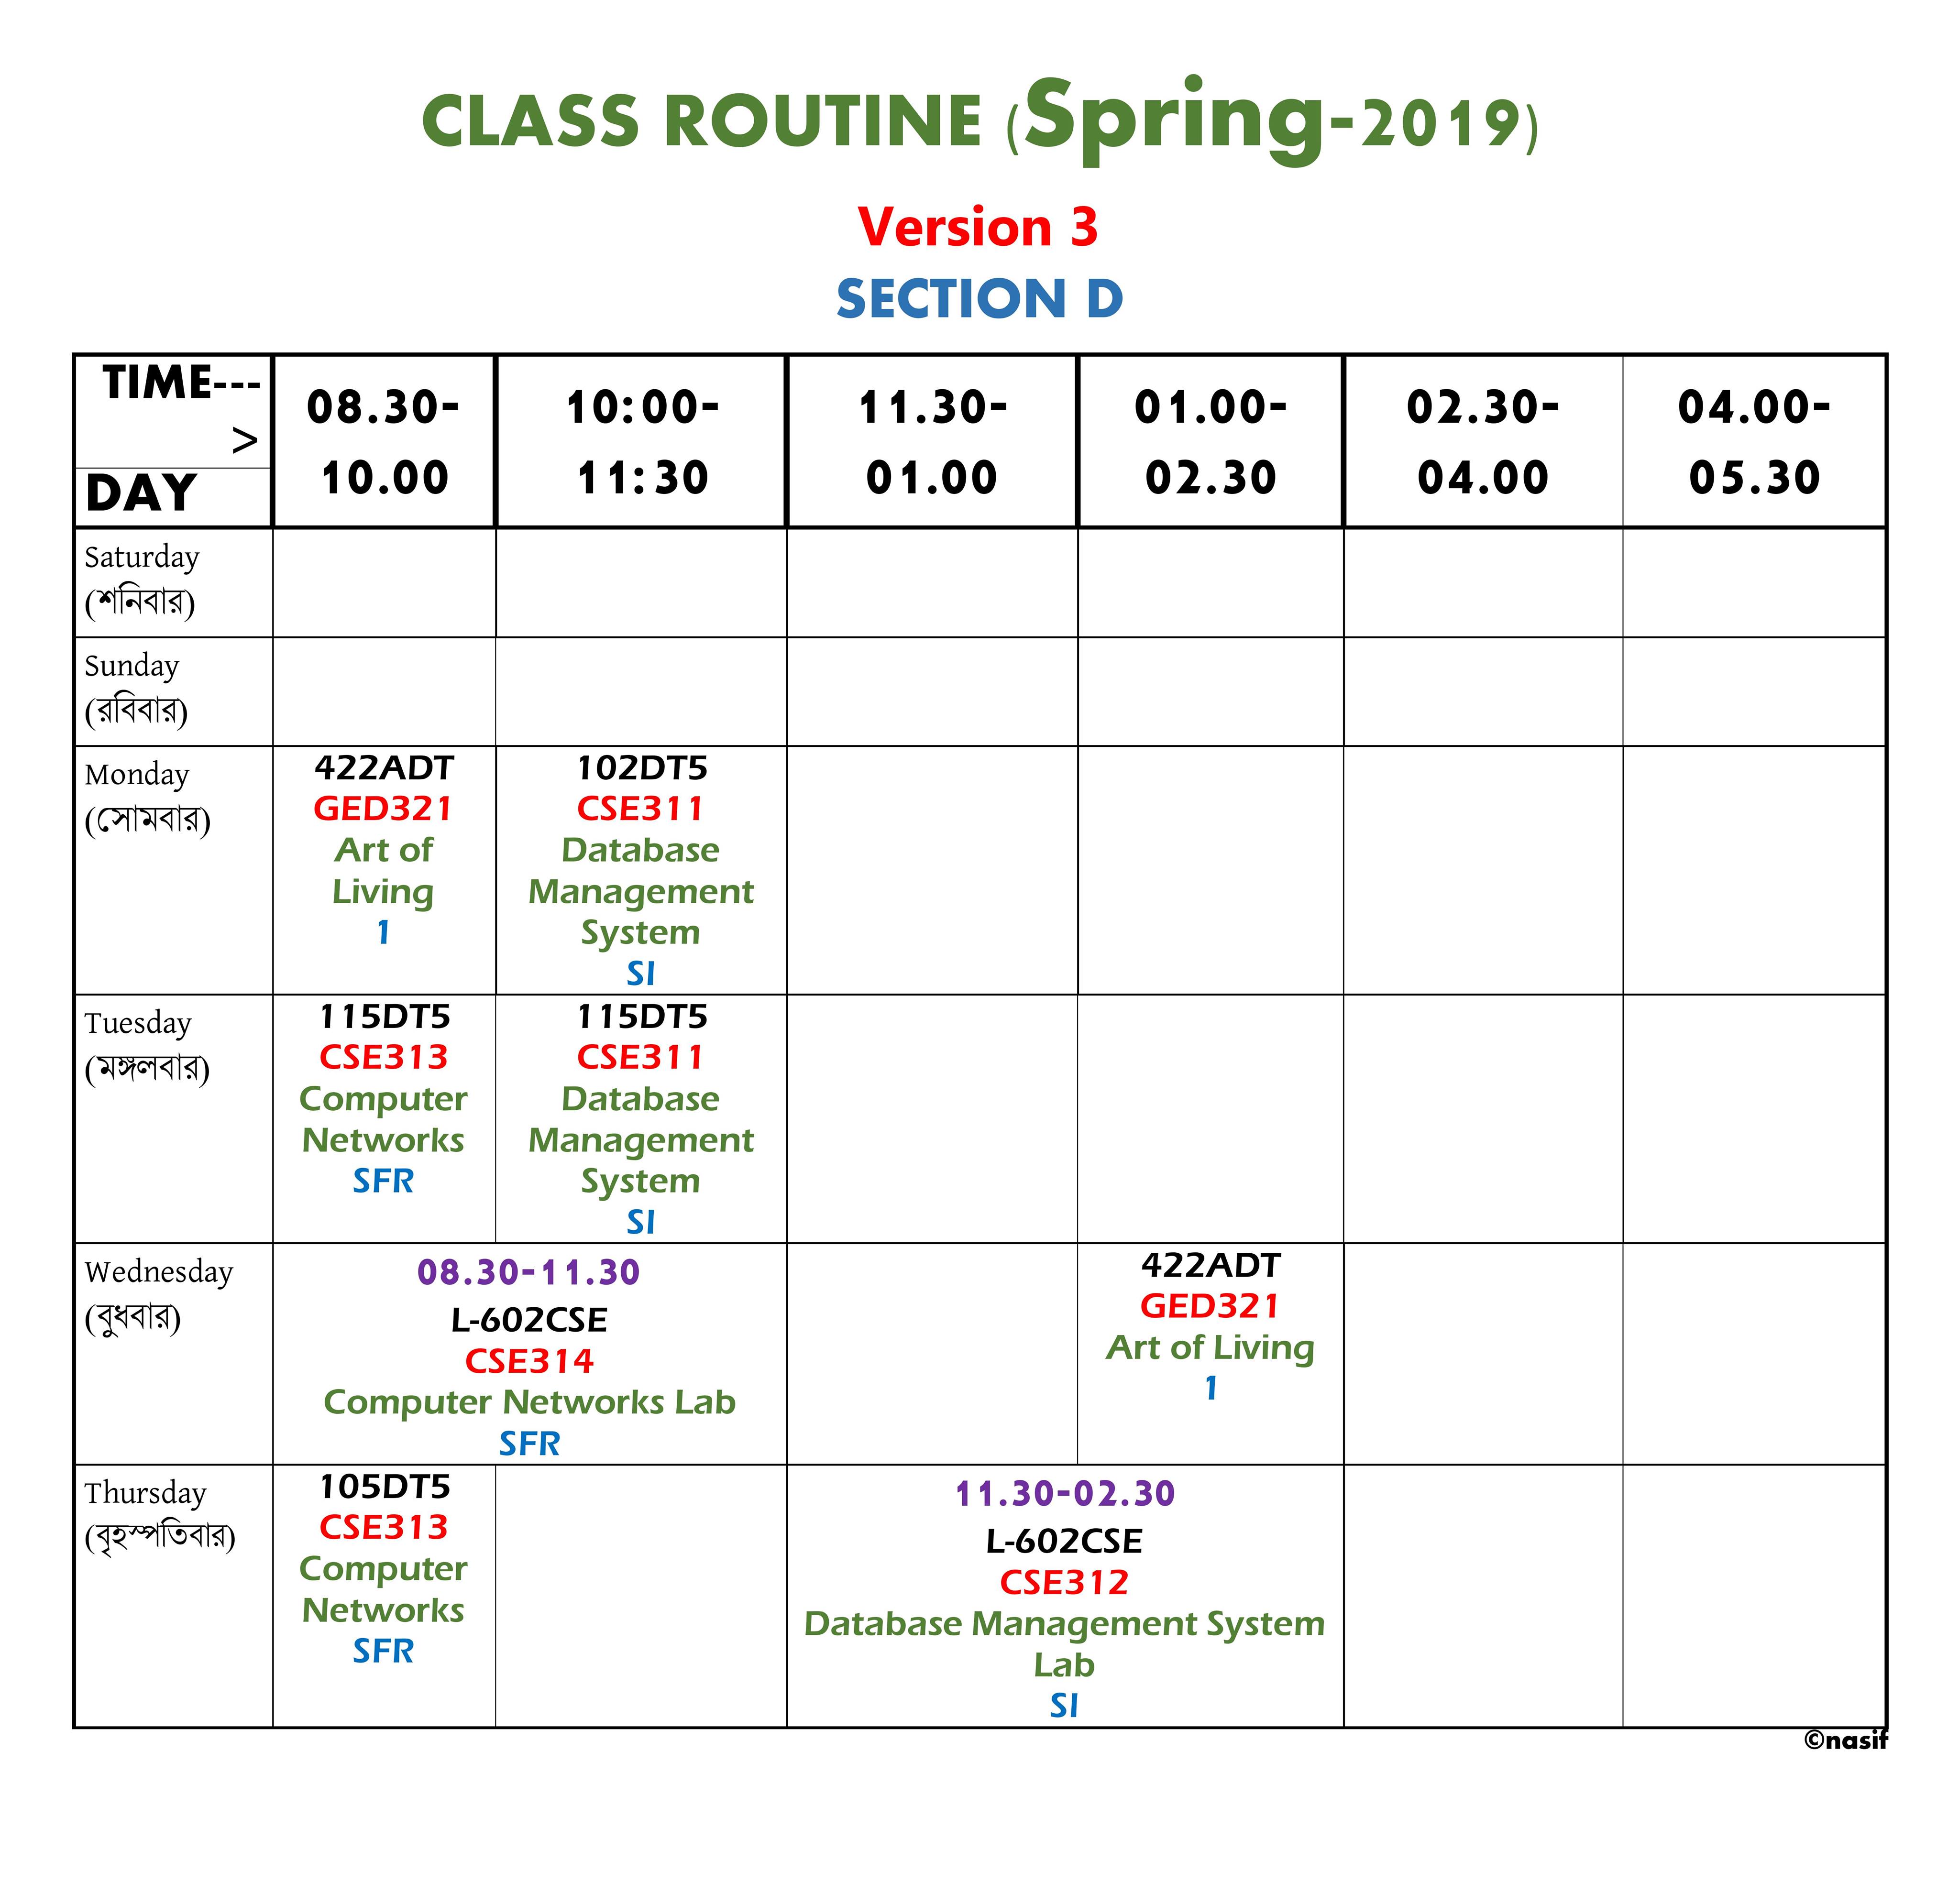 CLASS ROUTINE (Spring-2019)
Version 3
SECTION D
TIME---
>
DAY
08.30-
10.00
10:00-
11:30
11.30-
01.00
01.00-
02.30
02.30-
04.00
04.00-
05.30
Saturday
(শনিবার)
Sunday
(রবিবার)
Monday
(সোমবার)
422ADT
GED321
Art of
Living
1
102DT5
CSE311
Database
Management
System
SI
Tuesday
(মঙ্গলবার)
115DT5
CSE313
Computer
Networks
SFR
115DT5
CSE311
Database
Management
System
SI
Wednesday
(বুধবার)
08.30-11.30
L-602CSE
CSE314
Computer Networks Lab
SFR
422ADT
GED321
Art of Living
1
Thursday
(বৃহস্পতিবার)
105DT5
CSE313
Computer
Networks
SFR
11.30-02.30
L-602CSE
CSE312
Database Management System
Lab
SI
©nasif